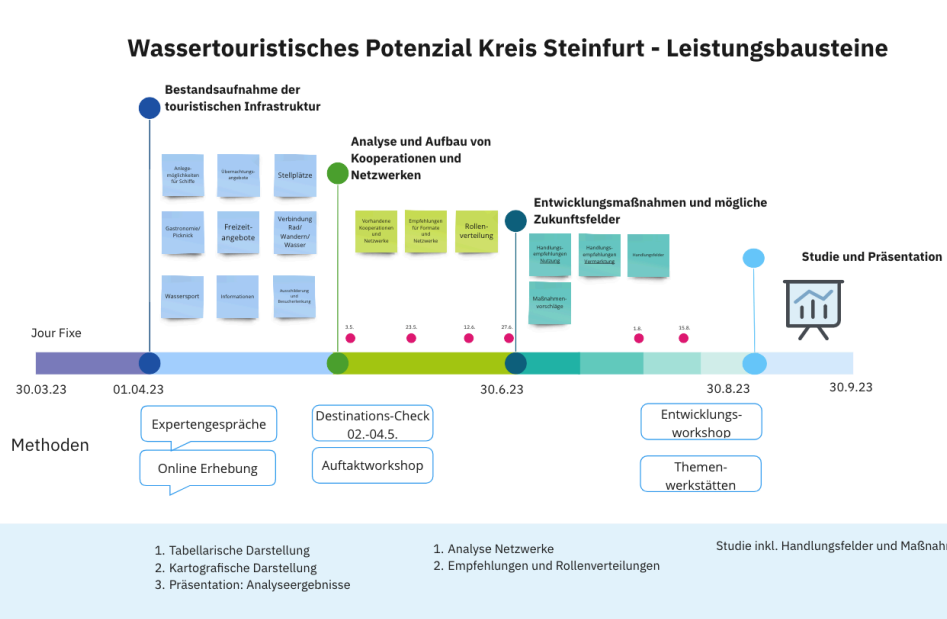 Wassertouristisches Potenzial Kreis Steinfurt - Leistungsbausteine
Bestandsaufnahme der
touristischen Infrastruktur
Analyse und Aufbau von
Kooperationen und
Netzwerken
Entwicklungsmaßnahmen und mögliche
Zukunftsfelder
Studie und Präsentation
Anlege-
möglichkeiten
für Schiffe
Übernachtungs-
angebote
Stellplätze
Gastronomie/
Picknick
Freizeit-
angebote
Verbindung
Rad/
Wandern/
Wasser
Wassersport
Informationen
und
Besucherlenkung
Vorhandene
Kooperationen
und
Netzwerke
Empfehlungen
für Formate
und
Netzwerke
Rollen-
verteilung
Handlungs-
empfehlungen
Nutzung
Handlungs-
empfehlungen
Vermarktung
Handlungsfelder
Maßnahmen-
vorschläge
Jour Fixe
3.5.
23.5.
12.6.
27.6.
1.8.
15.8.
30.03.23
01.04.23
30.6.23
30.8.23
30.9.23
Methoden
Expertengespräche
Online Erhebung
Destinations-Check
02.-04.5.
Auftaktworkshop
Entwicklungs-
workshop
Themen-
werkstätten
1. Tabellarische Darstellung
2. Kartografische Darstellung
3. Präsentation: Analyseergebnisse
1. Analyse Netzwerke
2. Empfehlungen und Rollenverteilungen
Studie inkl. Handlungsfelder und Maßnahm